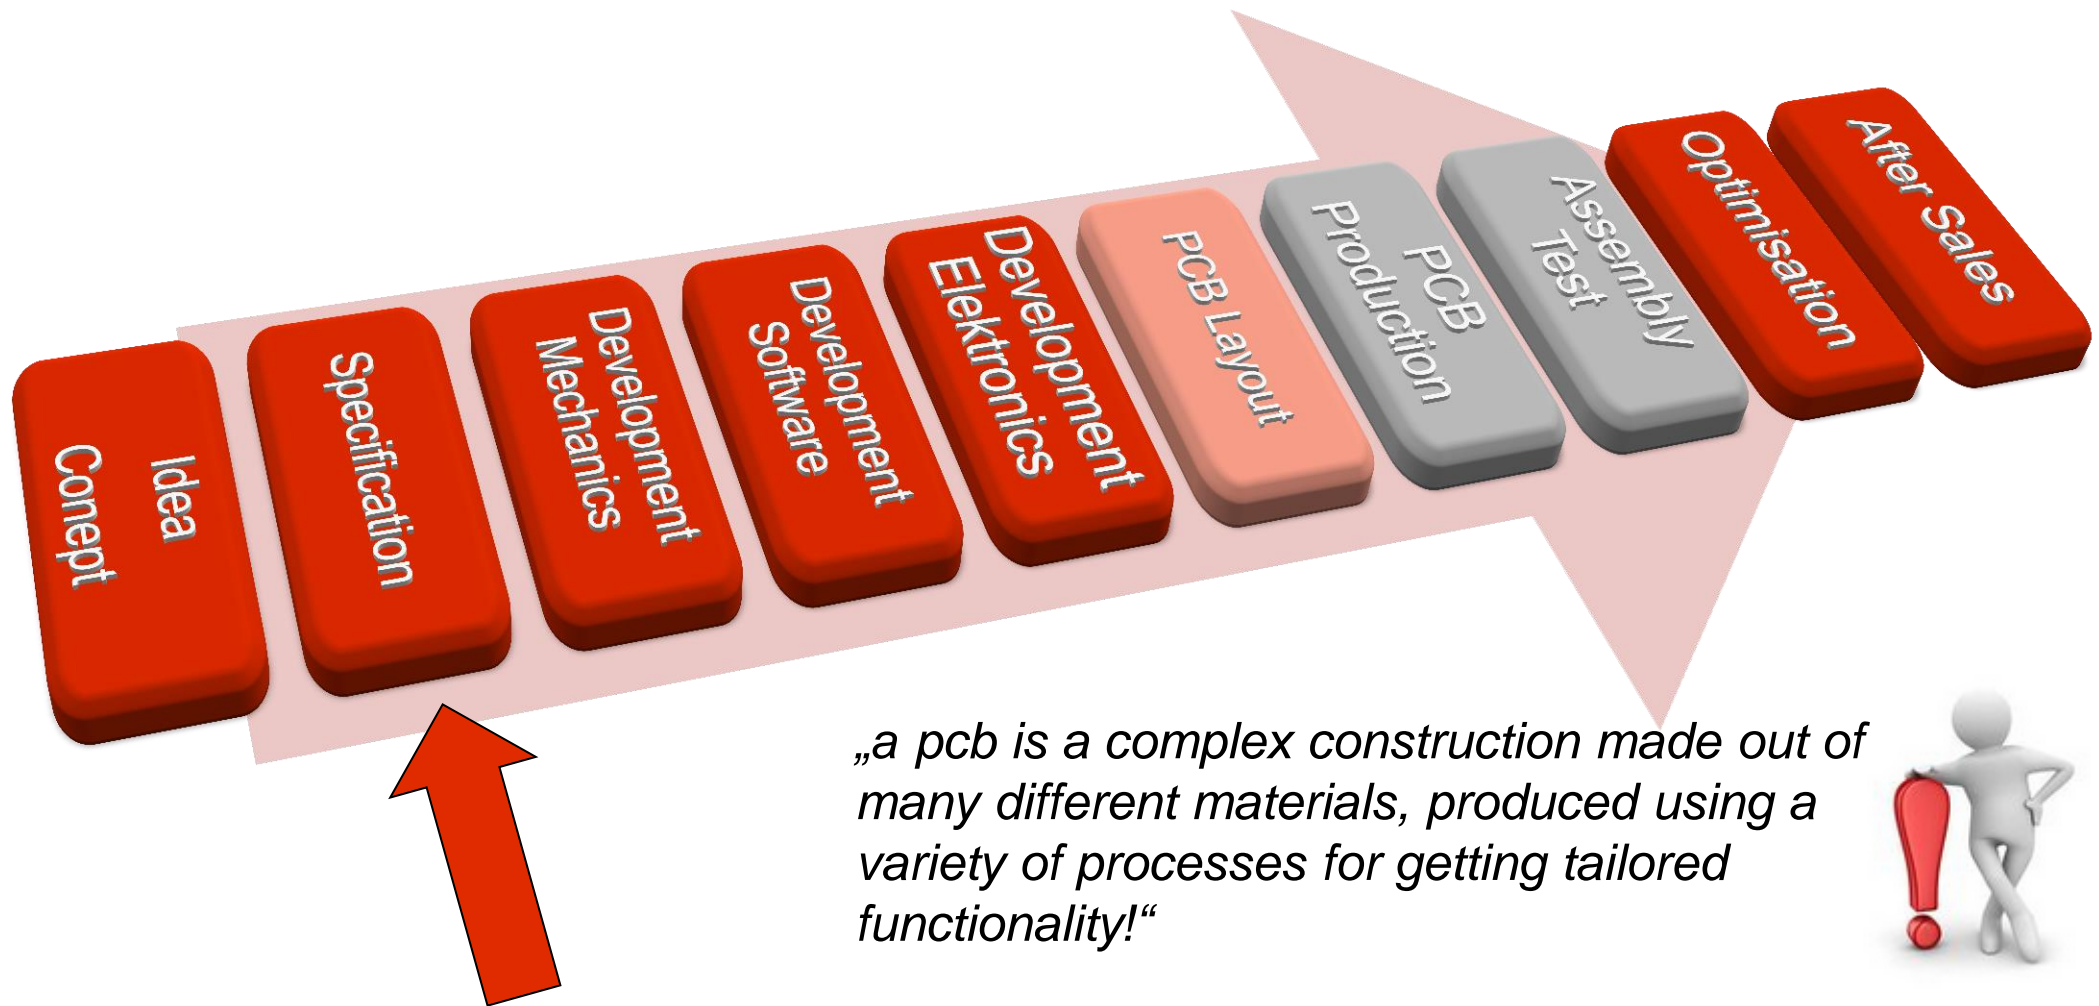 Idea
Conept
Specification
Development
Mechanics
Development
Software
Development
Elektronics
PCB Layout
PCB
Production
Assembly
Test
Optimisation
After Sales
„a pcb is a complex construction made out of
many different materials, produced using a
variety of processes for getting tailored
functionality!“